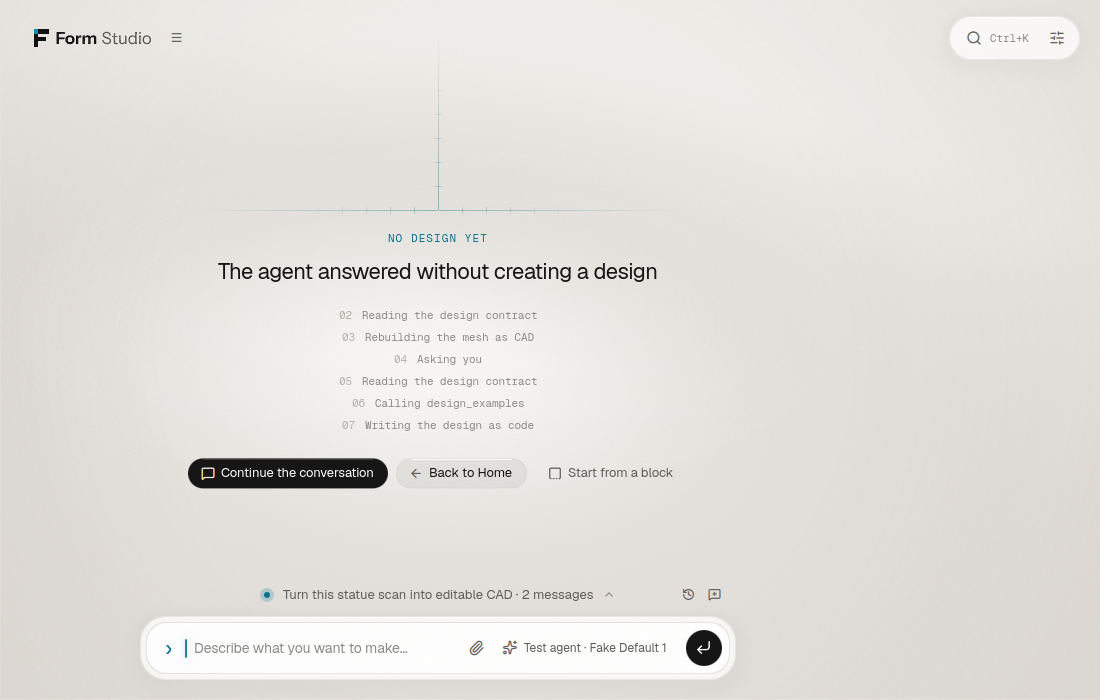 Form Studio
Ctrl+K
NO DESIGN YET
The agent answered without creating a design
02 Reading the design contract
03 Rebuilding the mesh as CAD
04 Asking you
05 Reading the design contract
06 Calling design_examples
07 Writing the design as code
Continue the conversation
Back to Home
Start from a block
Turn this statue scan into editable CAD · 2 messages
Describe what you want to make…
Test agent · Fake Default 1